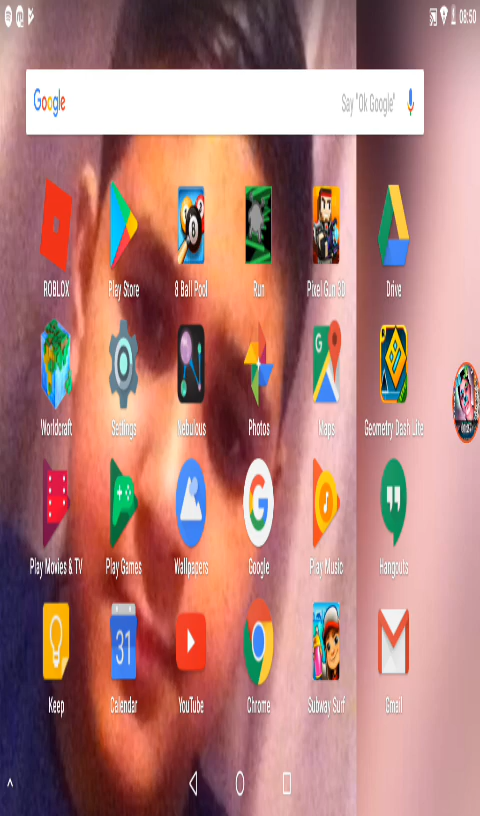 08:50
Google Say "Ok Google"
ROBLOX Play Store 8 Ball Pool Run Pixel Gun 3D Drive
Worldcraft Settings Nebulous Photos Maps Geometry Dash Lite
Play Movies & TV Play Games Wallpapers Google Play Music Hangouts
31
Keep Calendar YouTube Chrome Subway Surf Gmail